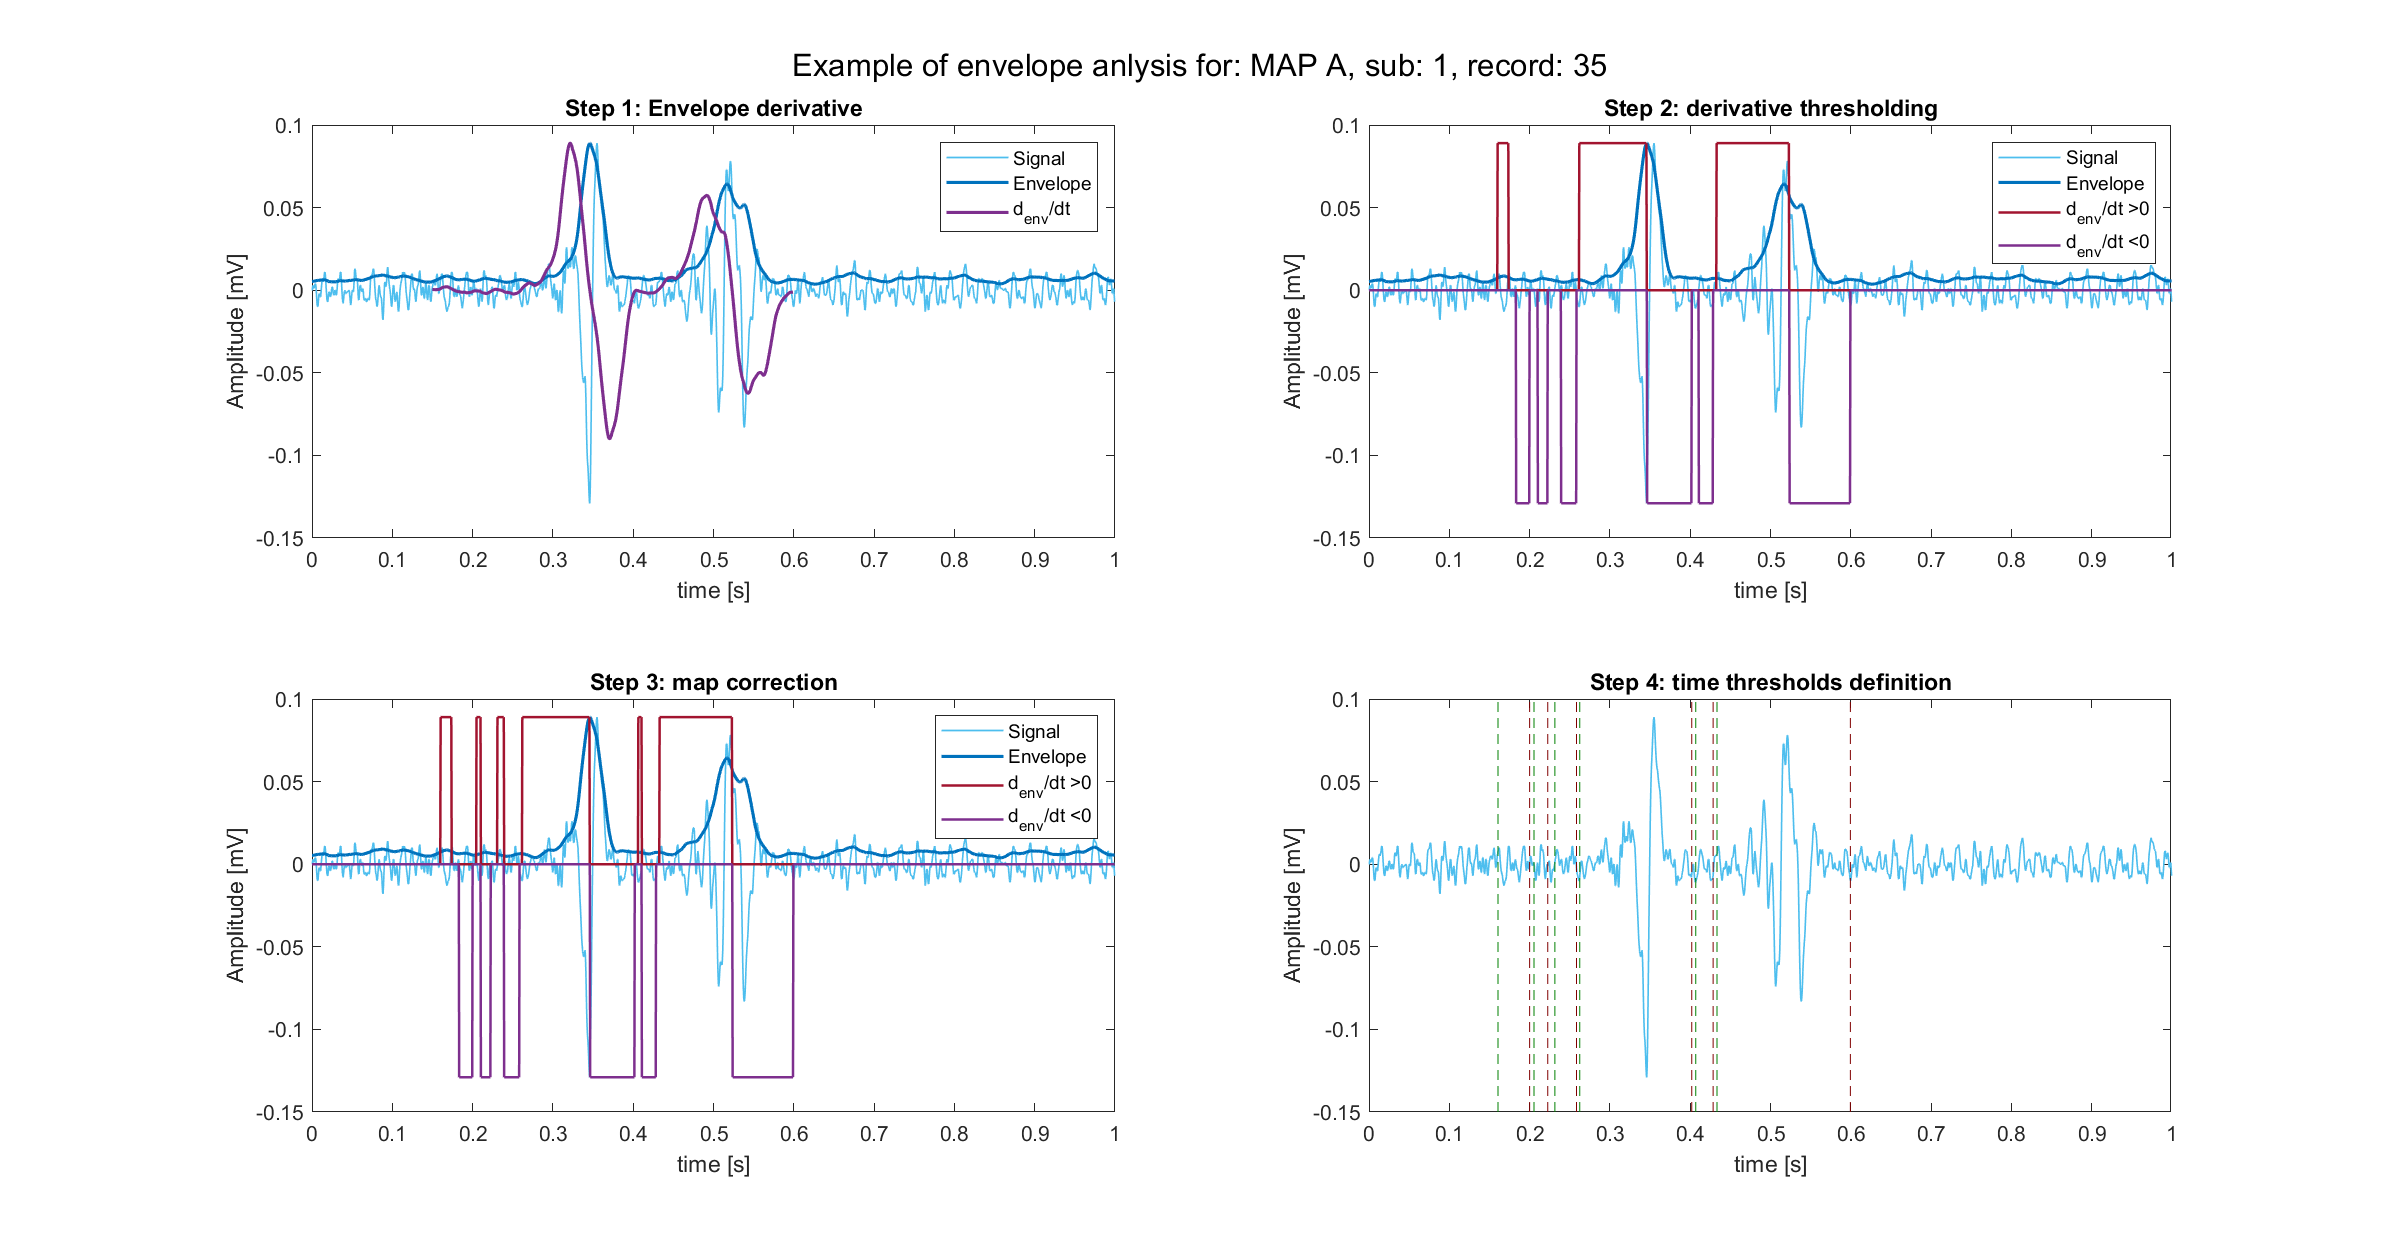 Example of envelope anlysis for: MAP A, sub: 1, record: 35
Step 1: Envelope derivative
0.1
0.05
0
-0.05
-0.1
-0.15
Amplitude [mV]
0 0.1 0.2 0.3 0.4 0.5 0.6 0.7 0.8 0.9 1
time [s]
Signal
Envelope
d_env/dt
Step 2: derivative thresholding
0.1
0.05
0
-0.05
-0.1
-0.15
Amplitude [mV]
0 0.1 0.2 0.3 0.4 0.5 0.6 0.7 0.8 0.9 1
time [s]
Signal
Envelope
d_env/dt >0
d_env/dt <0
Step 3: map correction
0.1
0.05
0
-0.05
-0.1
-0.15
Amplitude [mV]
0 0.1 0.2 0.3 0.4 0.5 0.6 0.7 0.8 0.9 1
time [s]
Signal
Envelope
d_env/dt >0
d_env/dt <0
Step 4: time thresholds definition
0.1
0.05
0
-0.05
-0.1
-0.15
Amplitude [mV]
0 0.1 0.2 0.3 0.4 0.5 0.6 0.7 0.8 0.9 1
time [s]